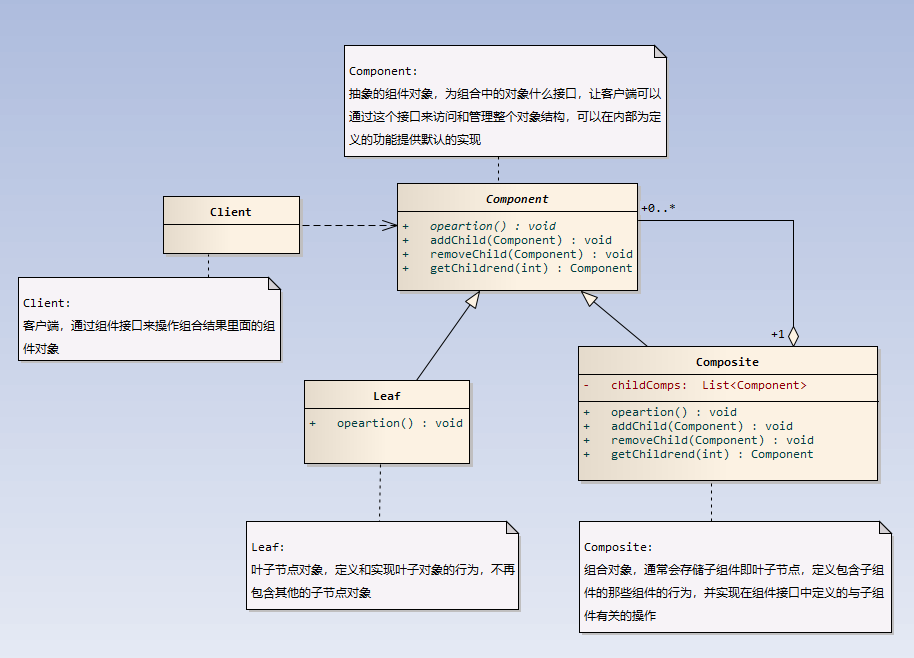 Component:
抽象的组件对象，为组合中的对象什么接口，让客户端可以
通过这个接口来访问和管理整个对象结构，可以在内部为定
义的功能提供默认的实现
Component
+0..*
+ opeartion() : void
+ addChild(Component) : void
+ removeChild(Component) : void
+ getChildrend(int) : Component
Client
Client:
客户端，通过组件接口来操作组合结果里面的组
件对象
+1
Leaf
+ opeartion() : void
Composite
- childComps: List<Component>
+ opeartion() : void
+ addChild(Component) : void
+ removeChild(Component) : void
+ getChildrend(int) : Component
Leaf:
叶子节点对象，定义和实现叶子对象的行为，不再
包含其他的子节点对象
Composite:
组合对象，通常会存储子组件即叶子节点，定义包含子组
件的那些组件的行为，并实现在组件接口中定义的与子组
件有关的操作